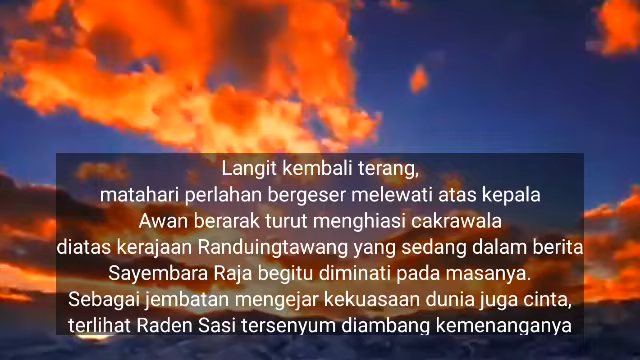 Langit kembali terang,
matahari perlahan bergeser melewati atas kepala
Awan berarak turut menghiasi cakrawala
diatas kerajaan Randuingtawang yang sedang dalam berita
Sayembara Raja begitu diminati pada masanya.
Sebagai jembatan mengejar kekuasaan dunia juga cinta,
terlihat Raden Sasi tersenyum diambang kemenanganya